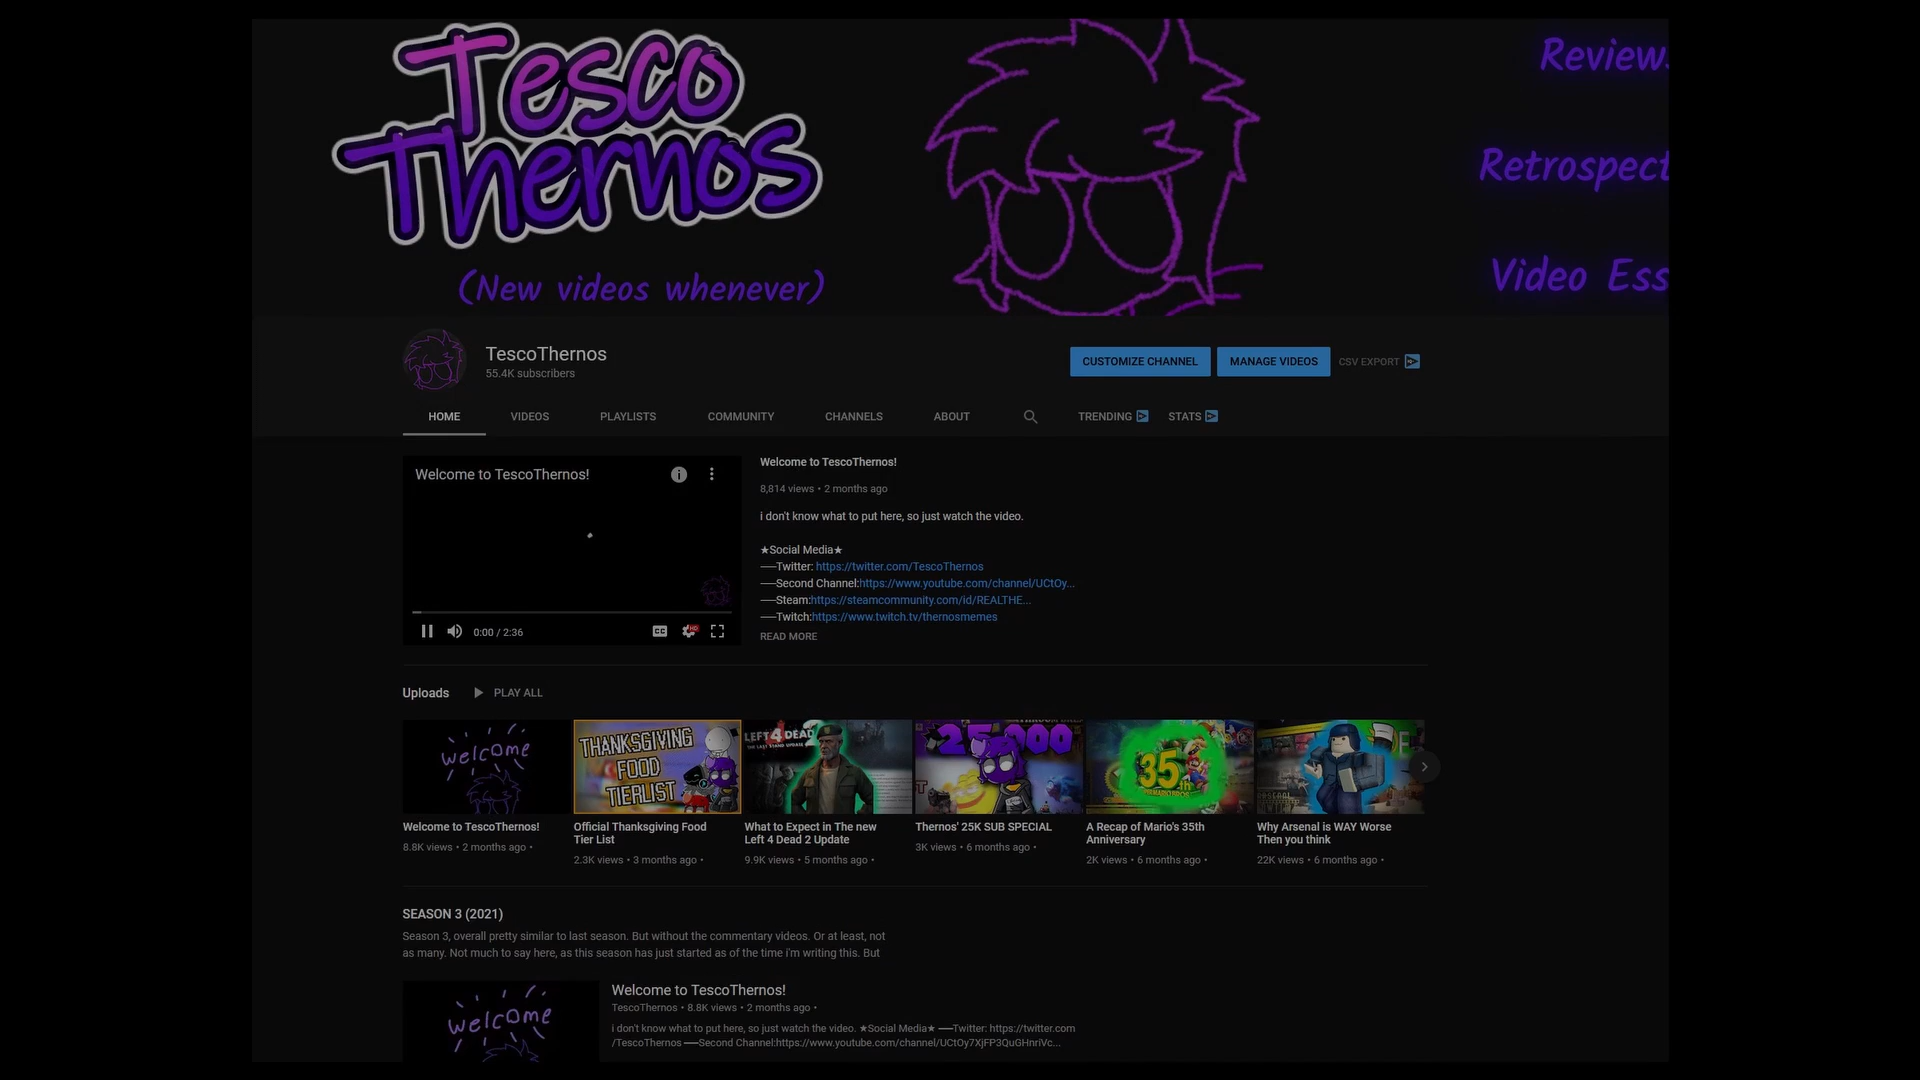 Tesco
Thernos
(New videos whenever)
Reviews
Retrospect
Video Ess
TescoThernos
55.4K subscribers
CUSTOMIZE CHANNEL
MANAGE VIDEOS
CSV EXPORT
HOME
VIDEOS
PLAYLISTS
COMMUNITY
CHANNELS
ABOUT
TRENDING
STATS
Welcome to TescoThernos!
0:00 / 2:36
Welcome to TescoThernos!
8,814 views • 2 months ago
i don't know what to put here, so just watch the video.
★Social Media★
──Twitter: https://twitter.com/TescoThernos
──Second Channel:https://www.youtube.com/channel/UCtOy...
──Steam:https://steamcommunity.com/id/REALTHE...
──Twitch:https://www.twitch.tv/thernosmemes
READ MORE
Uploads
PLAY ALL
welcome
THANKSGIVING
FOOD
TIERLIST
LEFT 4 DEAD 2
THE LAST STAND UPDATE
25,000
35th
Welcome to TescoThernos!
8.8K views • 2 months ago •
Official Thanksgiving Food
Tier List
2.3K views • 3 months ago •
What to Expect in The new
Left 4 Dead 2 Update
9.9K views • 5 months ago •
Thernos' 25K SUB SPECIAL
3K views • 6 months ago •
A Recap of Mario's 35th
Anniversary
2K views • 6 months ago •
Why Arsenal is WAY Worse
Then you think
22K views • 6 months ago •
SEASON 3 (2021)
Season 3, overall pretty similar to last season. But without the commentary videos. Or at least, not
as many. Not much to say here, as this season has just started as of the time i'm writing this. But
welcome
Welcome to TescoThernos!
TescoThernos • 8.8K views • 2 months ago •
i don't know what to put here, so just watch the video. ★Social Media★ ──Twitter: https://twitter.com
/TescoThernos ──Second Channel:https://www.youtube.com/channel/UCtOy7XjFP3QuGHnriVc...